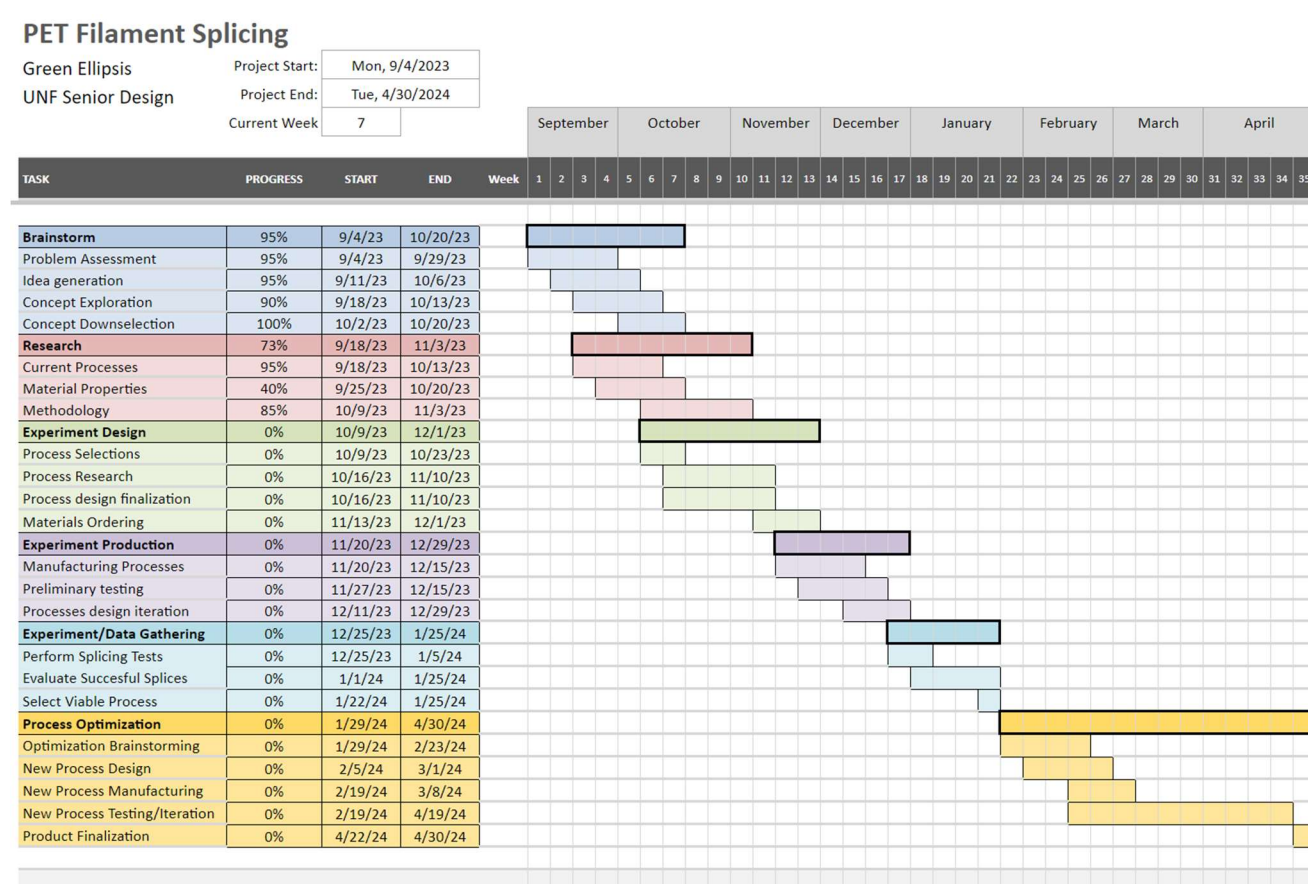 PET Filament Splicing
Green Ellipsis Project Start: Mon, 9/4/2023
UNF Senior Design Project End: Tue, 4/30/2024
Current Week 7
September October November December January February March April
TASK PROGRESS START END Week 1 2 3 4 5 6 7 8 9 10 11 12 13 14 15 16 17 18 19 20 21 22 23 24 25 26 27 28 29 30 31 32 33 34 35
Brainstorm 95% 9/4/23 10/20/23
Problem Assessment 95% 9/4/23 9/29/23
Idea generation 95% 9/11/23 10/6/23
Concept Exploration 90% 9/18/23 10/13/23
Concept Downselection 100% 10/2/23 10/20/23
Research 73% 9/18/23 11/3/23
Current Processes 95% 9/18/23 10/13/23
Material Properties 40% 9/25/23 10/20/23
Methodology 85% 10/9/23 11/3/23
Experiment Design 0% 10/9/23 12/1/23
Process Selections 0% 10/9/23 10/23/23
Process Research 0% 10/16/23 11/10/23
Process design finalization 0% 10/16/23 11/10/23
Materials Ordering 0% 11/13/23 12/1/23
Experiment Production 0% 11/20/23 12/29/23
Manufacturing Processes 0% 11/20/23 12/15/23
Preliminary testing 0% 11/27/23 12/15/23
Processes design iteration 0% 12/11/23 12/29/23
Experiment/Data Gathering 0% 12/25/23 1/25/24
Perform Splicing Tests 0% 12/25/23 1/5/24
Evaluate Succesful Splices 0% 1/1/24 1/25/24
Select Viable Process 0% 1/22/24 1/25/24
Process Optimization 0% 1/29/24 4/30/24
Optimization Brainstorming 0% 1/29/24 2/23/24
New Process Design 0% 2/5/24 3/1/24
New Process Manufacturing 0% 2/19/24 3/8/24
New Process Testing/Iteration 0% 2/19/24 4/19/24
Product Finalization 0% 4/22/24 4/30/24